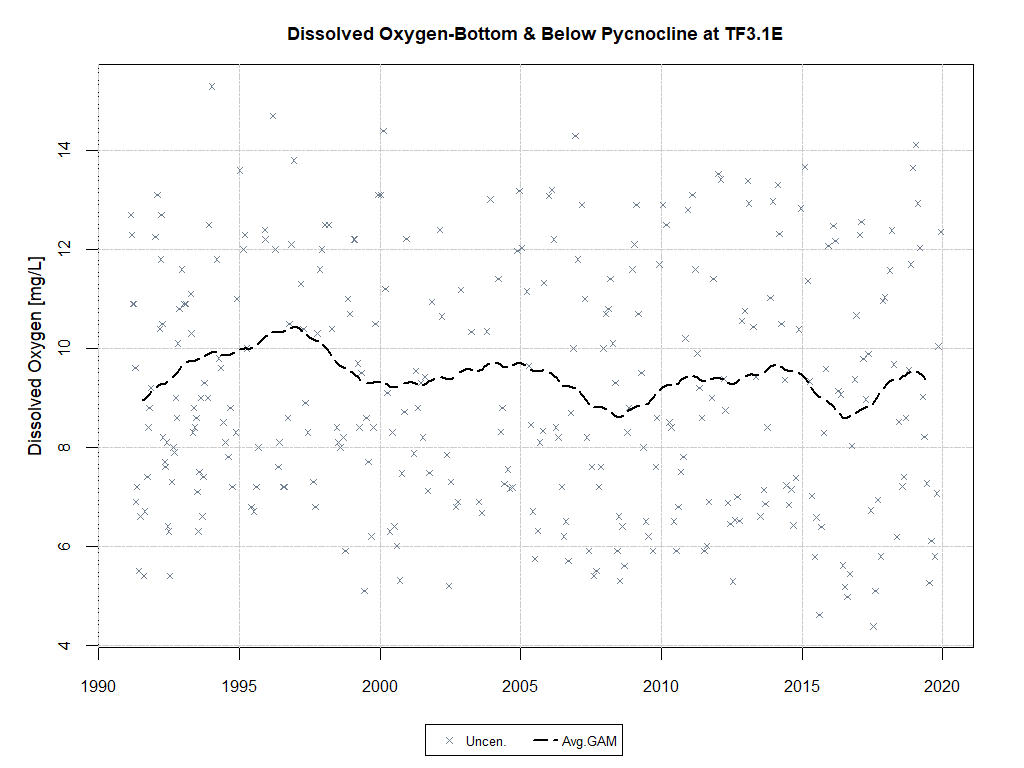 Dissolved Oxygen-Bottom & Below Pycnocline at TF3.1E
Dissolved Oxygen [mg/L]
14
12
10
8
6
4
1990 1995 2000 2005 2010 2015 2020
Uncen. Avg.GAM